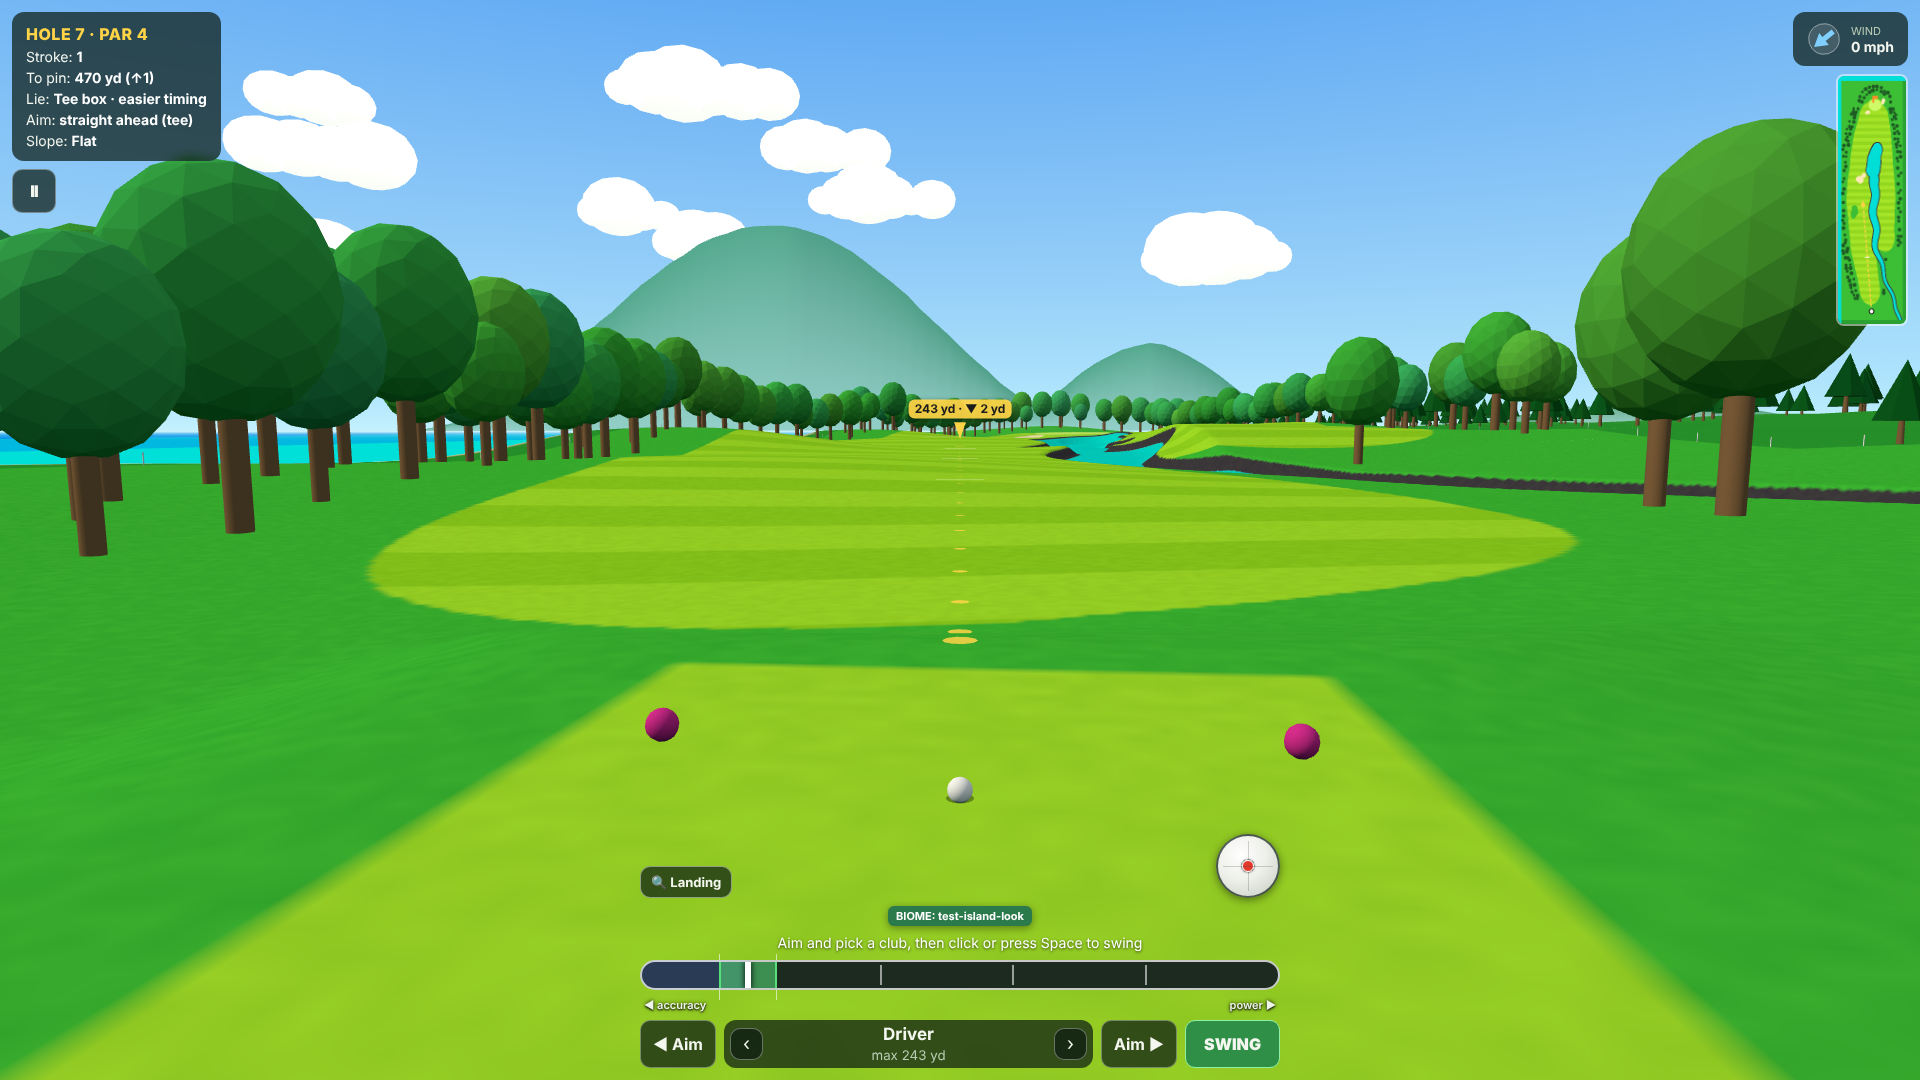 HOLE 7 · PAR 4
Stroke: 1
To pin: 470 yd (↑1)
Lie: Tee box · easier timing
Aim: straight ahead (tee)
Slope: Flat
WIND
0 mph
243 yd · ▼ 2 yd
🔍 Landing
BIOME: test-island-look
Aim and pick a club, then click or press Space to swing
◀ accuracy
power ▶
◀ Aim
‹
Driver
max 243 yd
›
Aim ▶
SWING